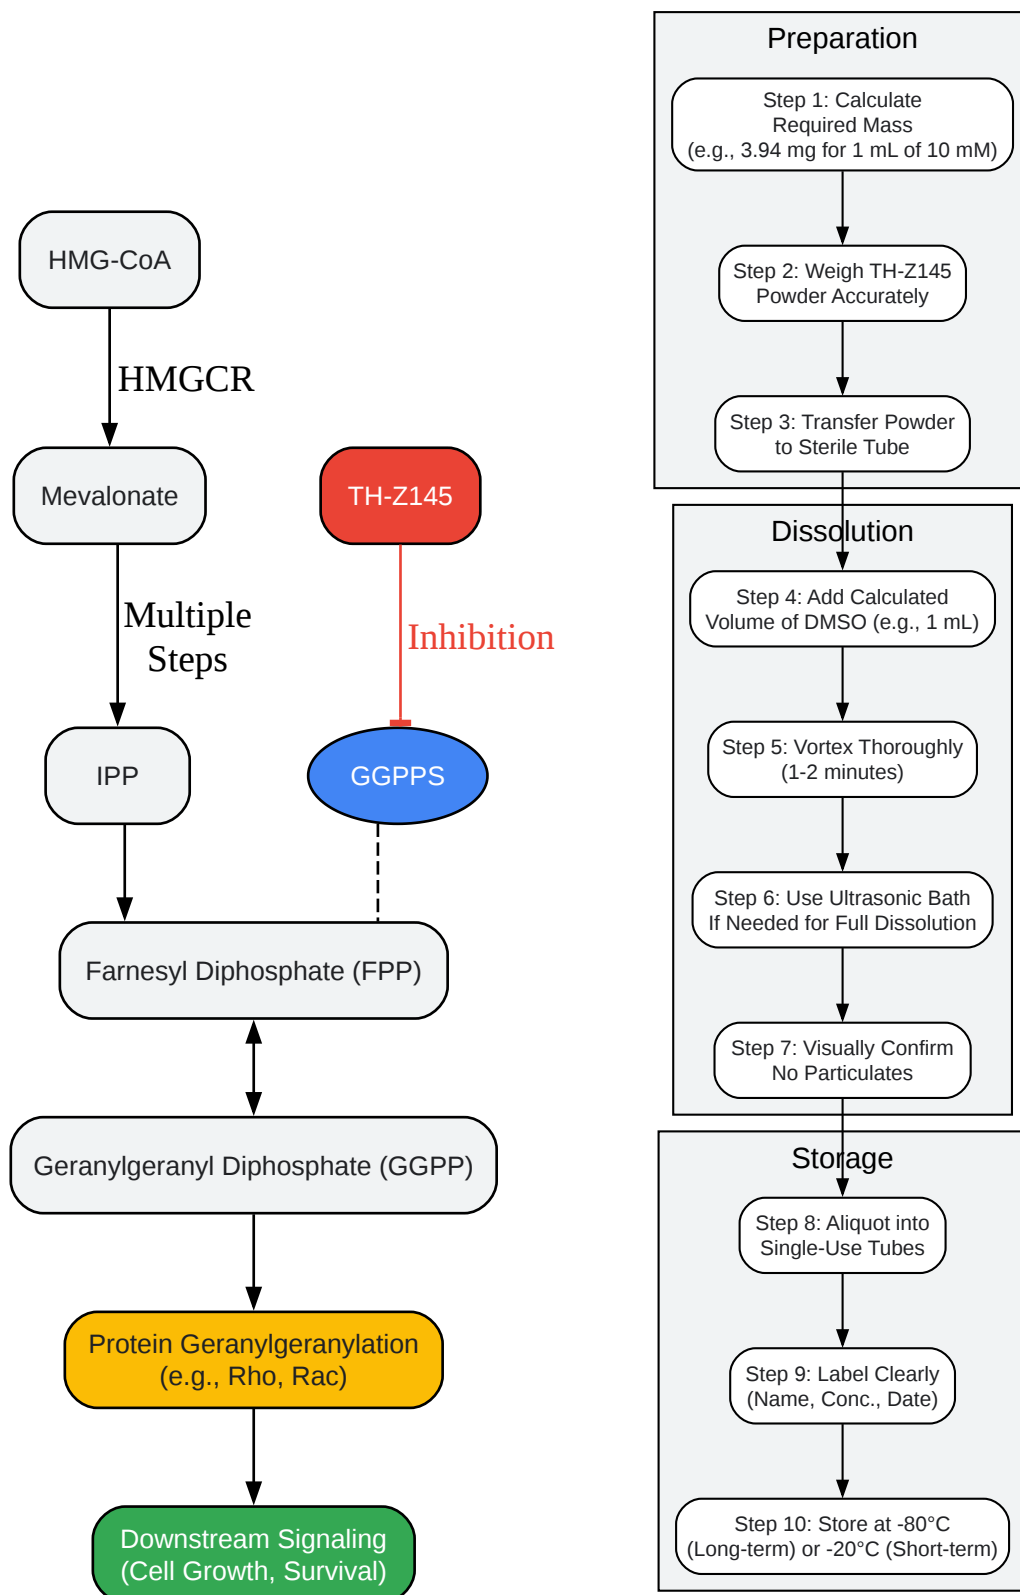 HMG-CoA
HMGCR
Mevalonate
TH-Z145
Multiple
Steps
Inhibition
IPP
GGPPS
Farnesyl Diphosphate (FPP)
Geranylgeranyl Diphosphate (GGPP)
Protein Geranylgeranylation
(e.g., Rho, Rac)
Downstream Signaling
(Cell Growth, Survival)
Preparation
Step 1: Calculate
Required Mass
(e.g., 3.94 mg for 1 mL of 10 mM)
Step 2: Weigh TH-Z145
Powder Accurately
Step 3: Transfer Powder
to Sterile Tube
Dissolution
Step 4: Add Calculated
Volume of DMSO (e.g., 1 mL)
Step 5: Vortex Thoroughly
(1-2 minutes)
Step 6: Use Ultrasonic Bath
If Needed for Full Dissolution
Step 7: Visually Confirm
No Particulates
Storage
Step 8: Aliquot into
Single-Use Tubes
Step 9: Label Clearly
(Name, Conc., Date)
Step 10: Store at -80°C
(Long-term) or -20°C (Short-term)